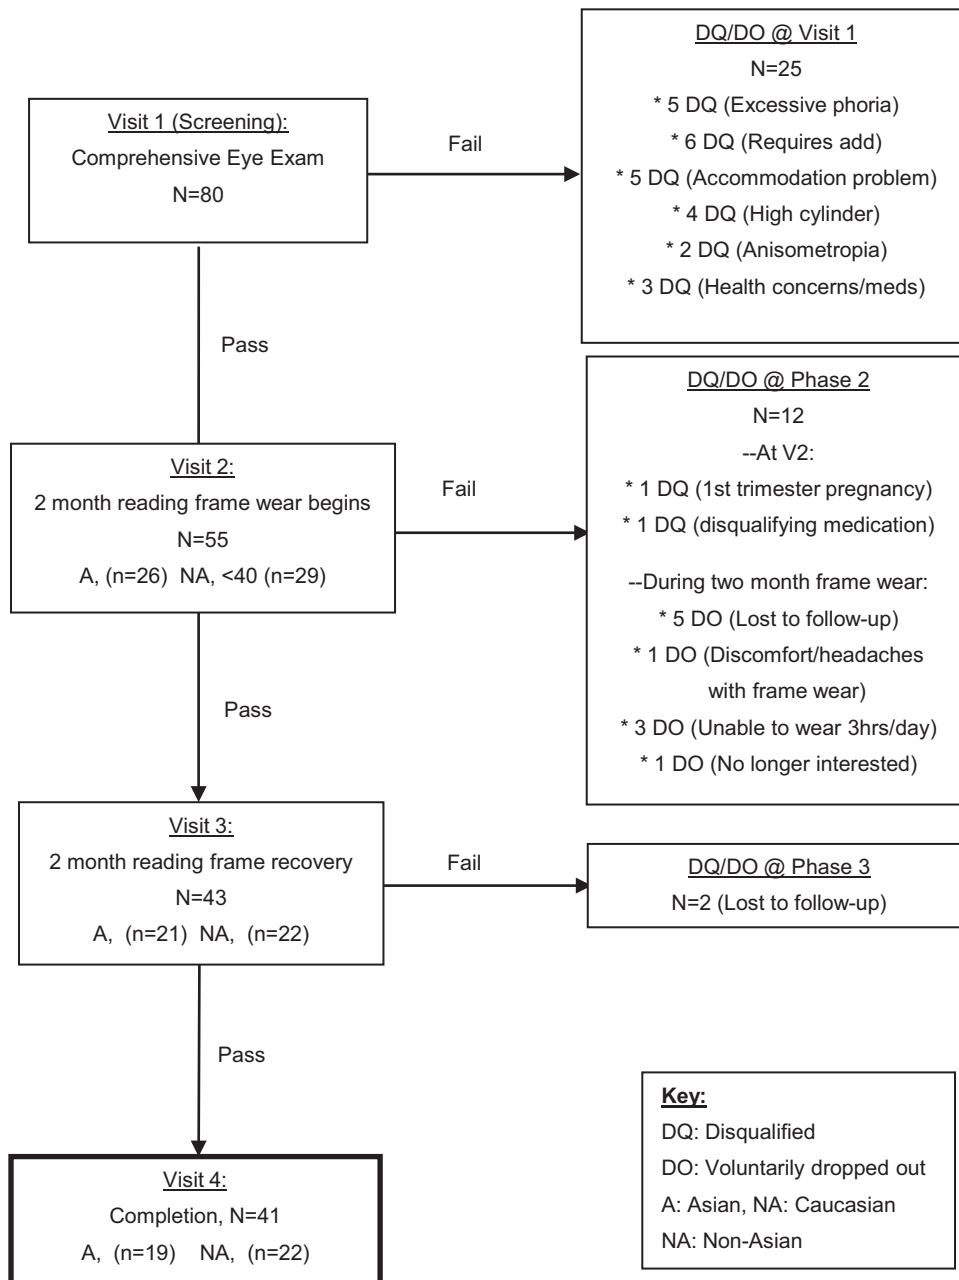 Visit 1 (Screening):
Comprehensive Eye Exam
N=80
Fail
DQ/DO @ Visit 1
N=25
* 5 DQ (Excessive phoria)
* 6 DQ (Requires add)
* 5 DQ (Accommodation problem)
* 4 DQ (High cylinder)
* 2 DQ (Anisometropia)
* 3 DQ (Health concerns/meds)
Pass
Visit 2:
2 month reading frame wear begins
N=55
A, (n=26) NA, <40 (n=29)
Fail
DQ/DO @ Phase 2
N=12
--At V2:
* 1 DQ (1st trimester pregnancy)
* 1 DQ (disqualifying medication)
--During two month frame wear:
* 5 DO (Lost to follow-up)
* 1 DO (Discomfort/headaches
with frame wear)
* 3 DO (Unable to wear 3hrs/day)
* 1 DO (No longer interested)
Pass
Visit 3:
2 month reading frame recovery
N=43
A, (n=21) NA, (n=22)
Fail
DQ/DO @ Phase 3
N=2 (Lost to follow-up)
Pass
Visit 4:
Completion, N=41
A, (n=19) NA, (n=22)
Key:
DQ: Disqualified
DO: Voluntarily dropped out
A: Asian, NA: Caucasian
NA: Non-Asian